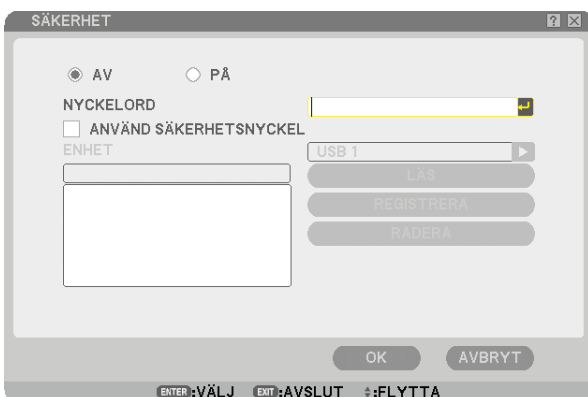 SÄKERHET
AV PÅ
NYCKELORD
ANVÄND SÄKERHETSNYCKEL
ENHET
USB 1
LÄS
REGISTRERA
RADERA
OK AVBRYT
ENTER:VÄLJ EXIT:AVSLUT :FLYTTA